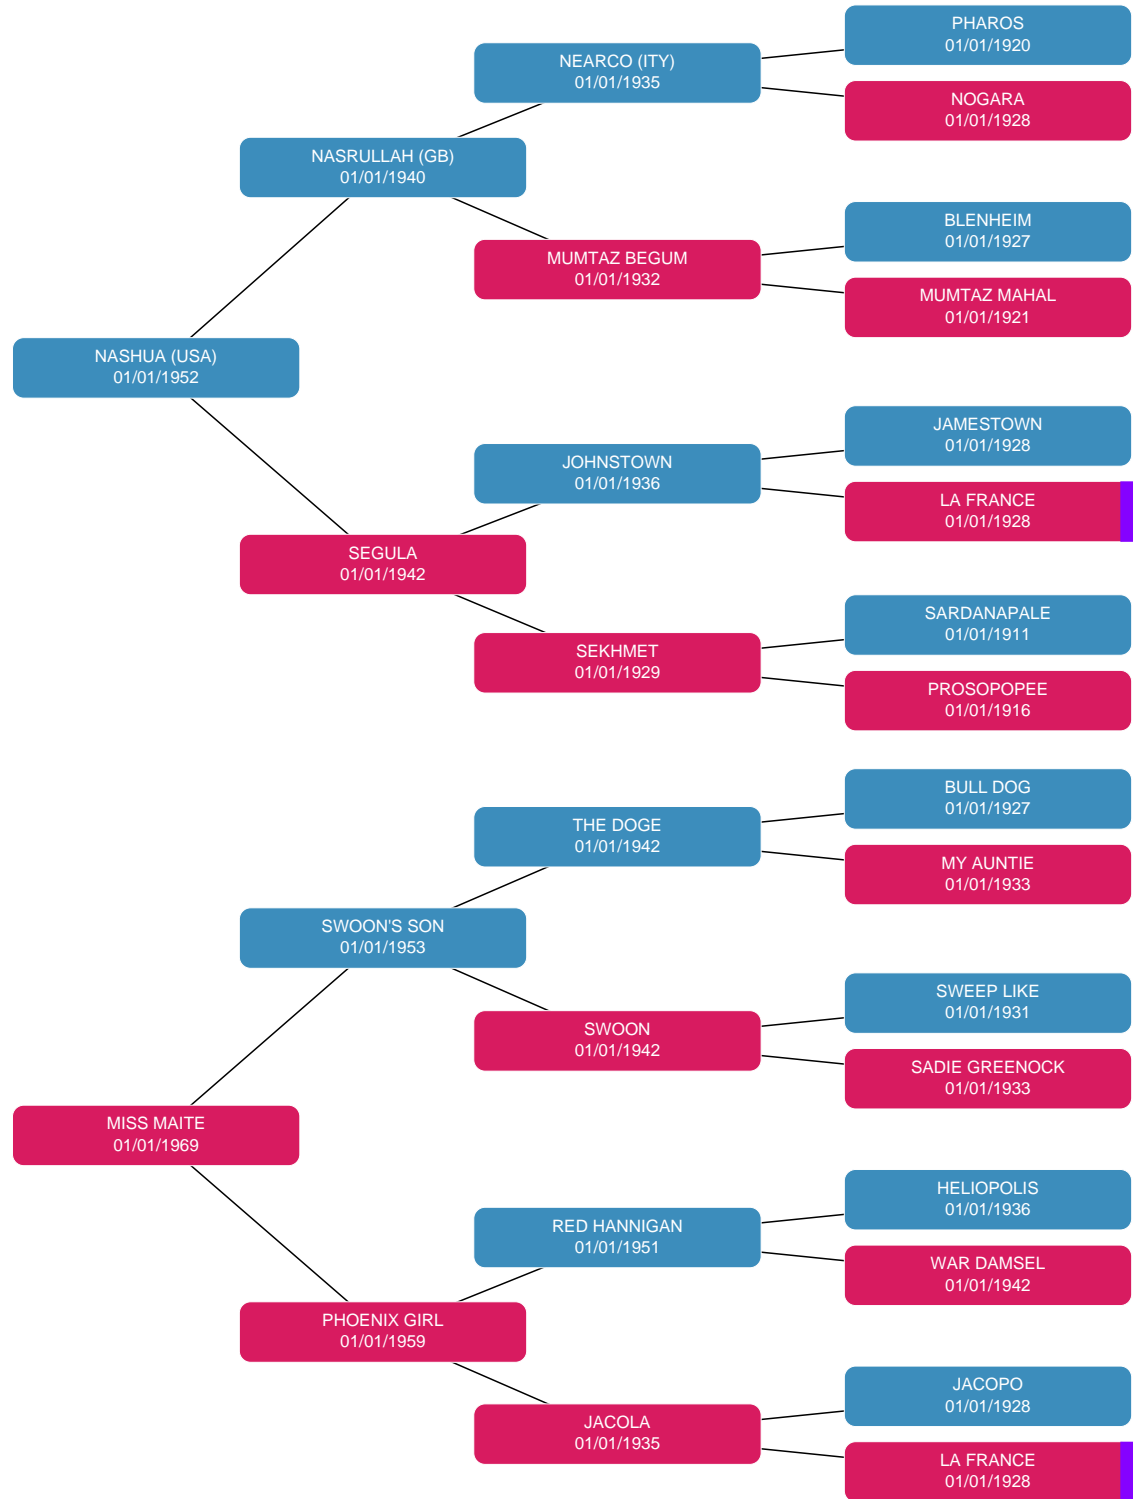 PHAROS
01/01/1920
NEARCO (ITY)
01/01/1935
NOGARA
01/01/1928
NASRULLAH (GB)
01/01/1940
BLENHEIM
01/01/1927
MUMTAZ BEGUM
01/01/1932
MUMTAZ MAHAL
01/01/1921
NASHUA (USA)
01/01/1952
JAMESTOWN
01/01/1928
JOHNSTOWN
01/01/1936
LA FRANCE
01/01/1928
SEGULA
01/01/1942
SARDANAPALE
01/01/1911
SEKHMET
01/01/1929
PROSOPOPEE
01/01/1916
BULL DOG
01/01/1927
THE DOGE
01/01/1942
MY AUNTIE
01/01/1933
SWOON'S SON
01/01/1953
SWEEP LIKE
01/01/1931
SWOON
01/01/1942
SADIE GREENOCK
01/01/1933
MISS MAITE
01/01/1969
HELIOPOLIS
01/01/1936
RED HANNIGAN
01/01/1951
WAR DAMSEL
01/01/1942
PHOENIX GIRL
01/01/1959
JACOPO
01/01/1928
JACOLA
01/01/1935
LA FRANCE
01/01/1928